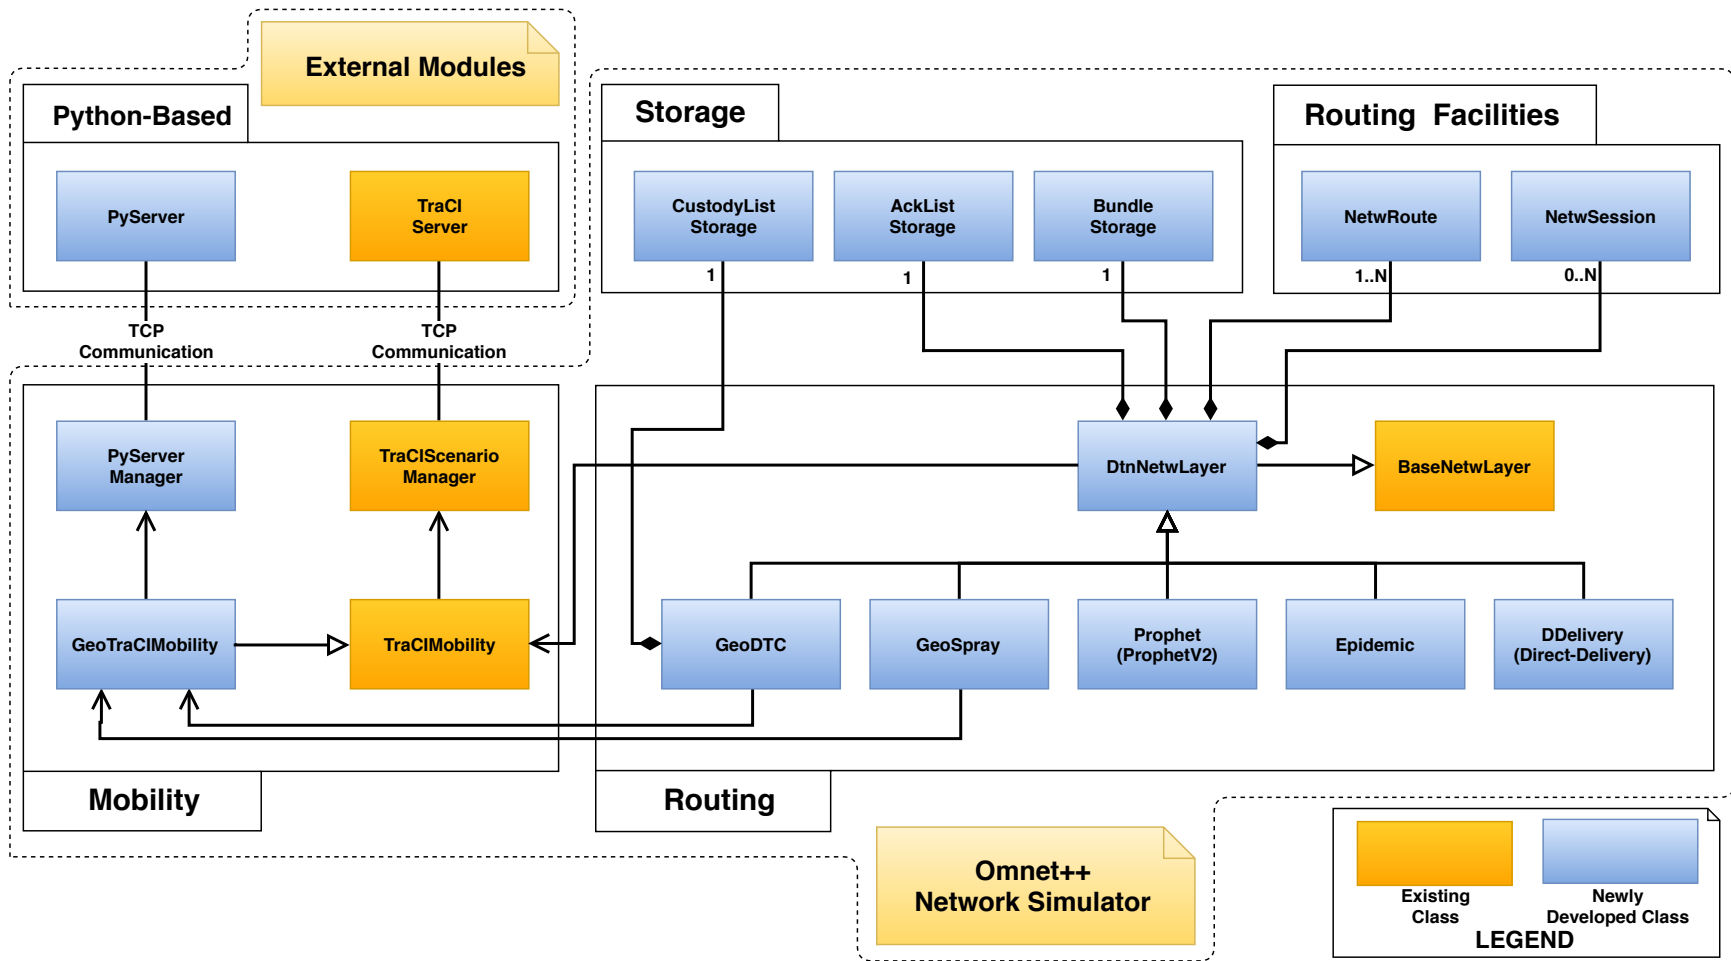 External Modules
Python-Based
Storage
Routing Facilities
PyServer
TraCI
Server
CustodyList
Storage
AckList
Storage
Bundle
Storage
NetwRoute
NetwSession
1
1
1
1..N
0..N
TCP
Communication
TCP
Communication
PyServer
Manager
TraCIScenario
Manager
DtnNetwLayer
BaseNetwLayer
GeoTraCIMobility
TraCIMobility
GeoDTC
GeoSpray
Prophet
(ProphetV2)
Epidemic
DDelivery
(Direct-Delivery)
Mobility
Routing
Omnet++
Network Simulator
Existing
Class
Newly
Developed Class
LEGEND